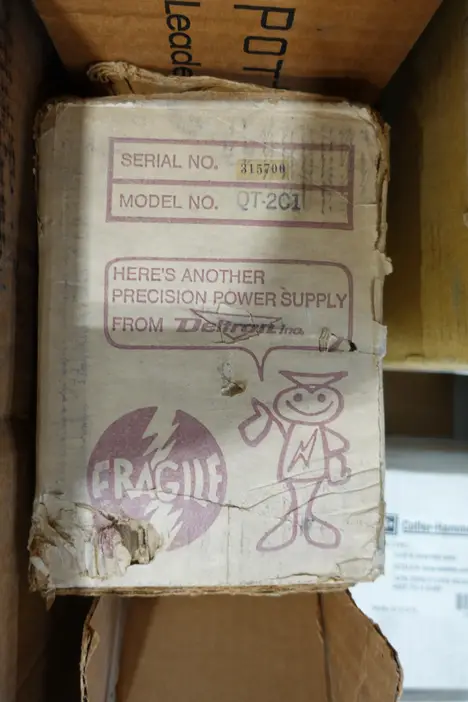 POT
Leade
SERIAL NO. 315700
MODEL NO. QT-2C1
HERE'S ANOTHER
PRECISION POWER SUPPLY
FROM Deltron inc.
FRAGILE
Cutler-Hamm